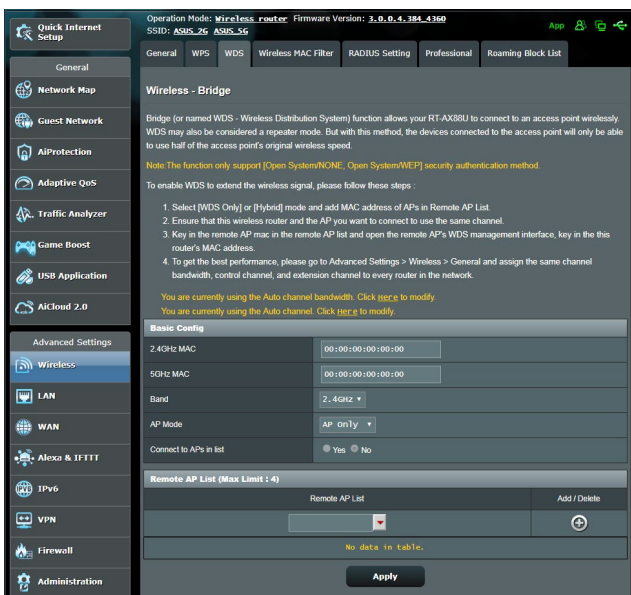 Operation Mode: Wireless router Firmware Version: 3.0.0.4.384_4360
SSID: ASUS_2G ASUS_5G
App
Quick Internet
Setup
General
Network Map
Guest Network
AiProtection
Adaptive QoS
Traffic Analyzer
Game Boost
USB Application
AiCloud 2.0
Advanced Settings
Wireless
LAN
WAN
Alexa & IFTTT
IPv6
VPN
Firewall
Administration
General WPS WDS Wireless MAC Filter RADIUS Setting Professional Roaming Block List
Wireless - Bridge
Bridge (or named WDS - Wireless Distribution System) function allows your RT-AX88U to connect to an access point wirelessly.
WDS may also be considered a repeater mode. But with this method, the devices connected to the access point will only be able
to use half of the access point's original wireless speed.
Note:The function only support [Open System/NONE, Open System/WEP] security authentication method.
To enable WDS to extend the wireless signal, please follow these steps :
1. Select [WDS Only] or [Hybrid] mode and add MAC address of APs in Remote AP List.
2. Ensure that this wireless router and the AP you want to connect to use the same channel.
3. Key in the remote AP mac in the remote AP list and open the remote AP's WDS management interface, key in the this
router's MAC address.
4. To get the best performance, please go to Advanced Settings > Wireless > General and assign the same channel
bandwidth, control channel, and extension channel to every router in the network.
You are currently using the Auto channel bandwidth. Click Here to modify.
You are currently using the Auto channel. Click Here to modify.
Basic Config
2.4GHz MAC 00:00:00:00:00:00
5GHz MAC 00:00:00:00:00:00
Band 2.4GHz
AP Mode AP Only
Connect to APs in list Yes No
Remote AP List (Max Limit : 4)
Remote AP List Add / Delete
No data in table.
Apply